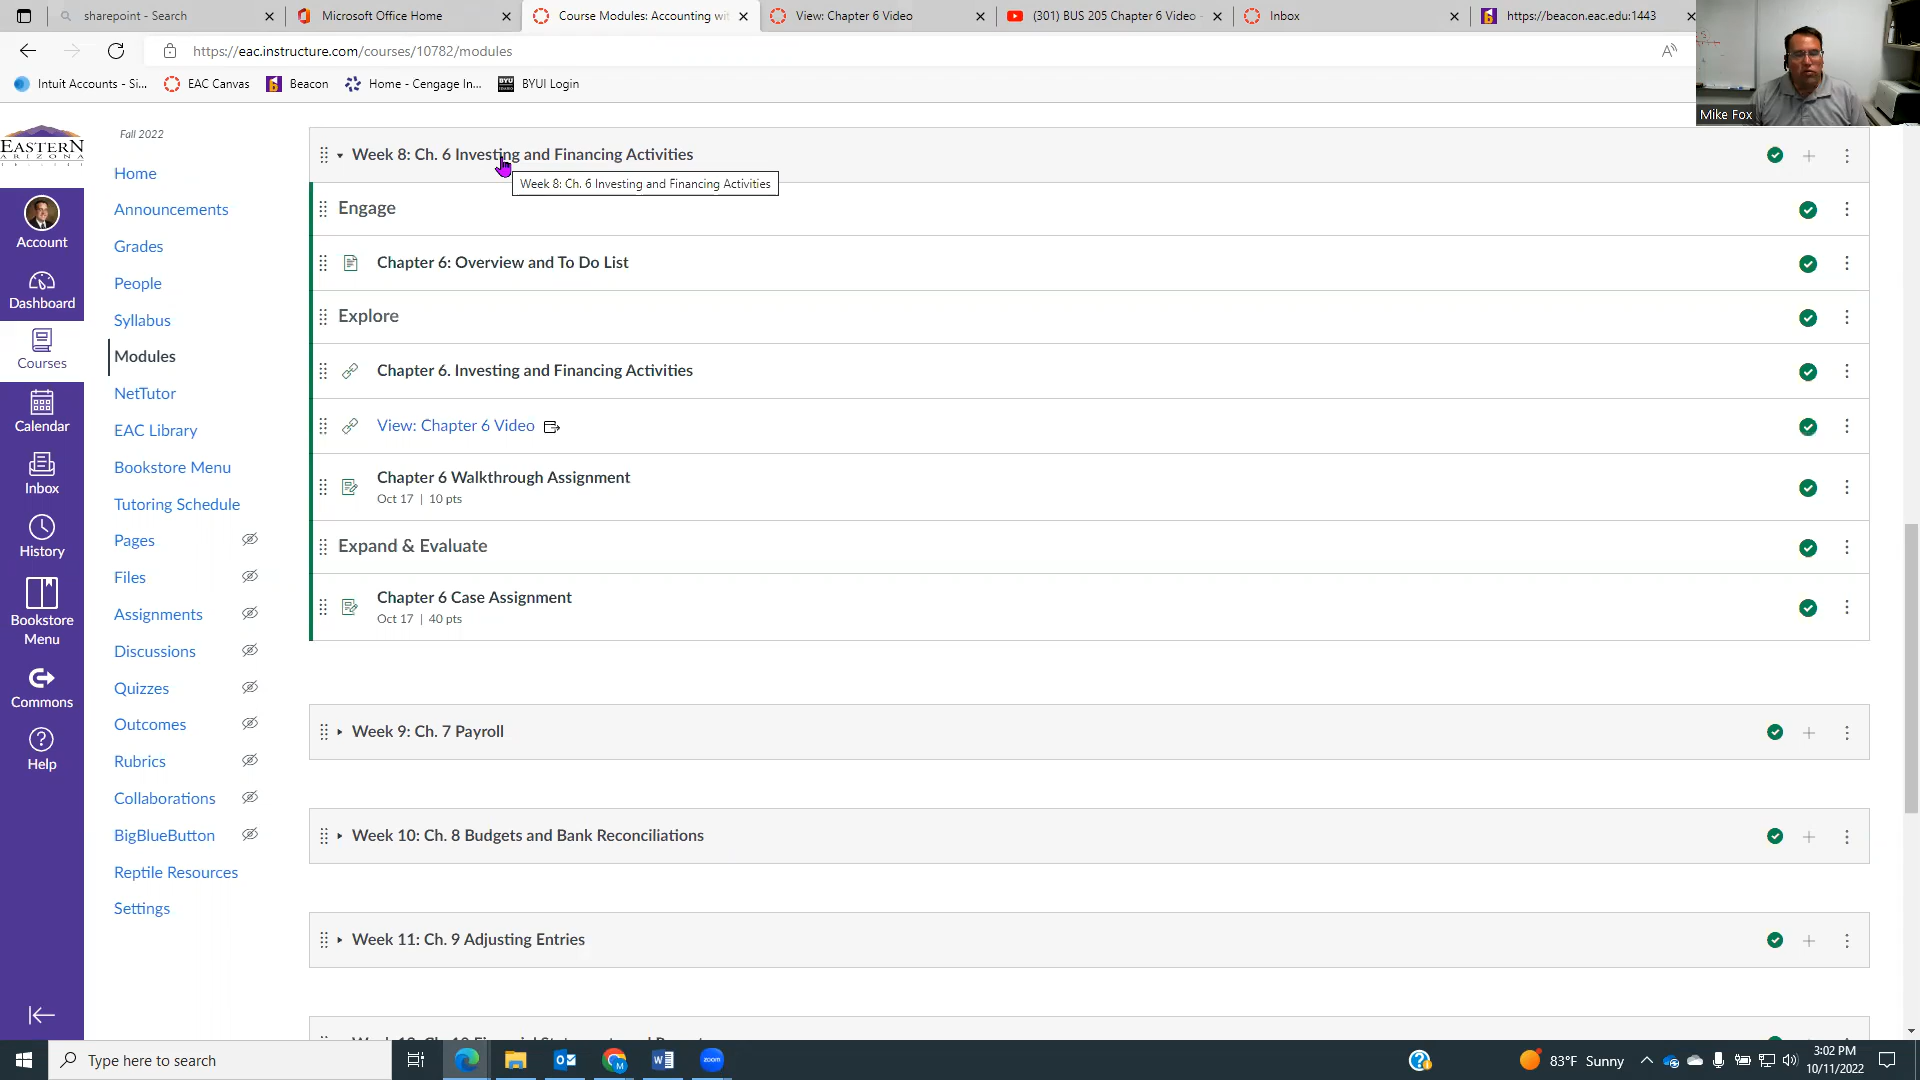 sharepoint - Search
Microsoft Office Home
Course Modules: Accounting wi
View: Chapter 6 Video
(301) BUS 205 Chapter 6 Video
Inbox
https://beacon.eac.edu:1443
https://eac.instructure.com/courses/10782/modules
Intuit Accounts - Si...
EAC Canvas
Beacon
Home - Cengage In...
BYUI Login
Mike Fox
EASTERN
ARIZONA
Account
Dashboard
Courses
Calendar
Inbox
History
Bookstore
Menu
Commons
Help
Fall 2022
Home
Announcements
Grades
People
Syllabus
Modules
NetTutor
EAC Library
Bookstore Menu
Tutoring Schedule
Pages
Files
Assignments
Discussions
Quizzes
Outcomes
Rubrics
Collaborations
BigBlueButton
Reptile Resources
Settings
Week 8: Ch. 6 Investing and Financing Activities
Week 8: Ch. 6 Investing and Financing Activities
Engage
Chapter 6: Overview and To Do List
Explore
Chapter 6. Investing and Financing Activities
View: Chapter 6 Video
Chapter 6 Walkthrough Assignment
Oct 17 | 10 pts
Expand & Evaluate
Chapter 6 Case Assignment
Oct 17 | 40 pts
Week 9: Ch. 7 Payroll
Week 10: Ch. 8 Budgets and Bank Reconciliations
Week 11: Ch. 9 Adjusting Entries
Type here to search
zoom
83°F Sunny
3:02 PM
10/11/2022